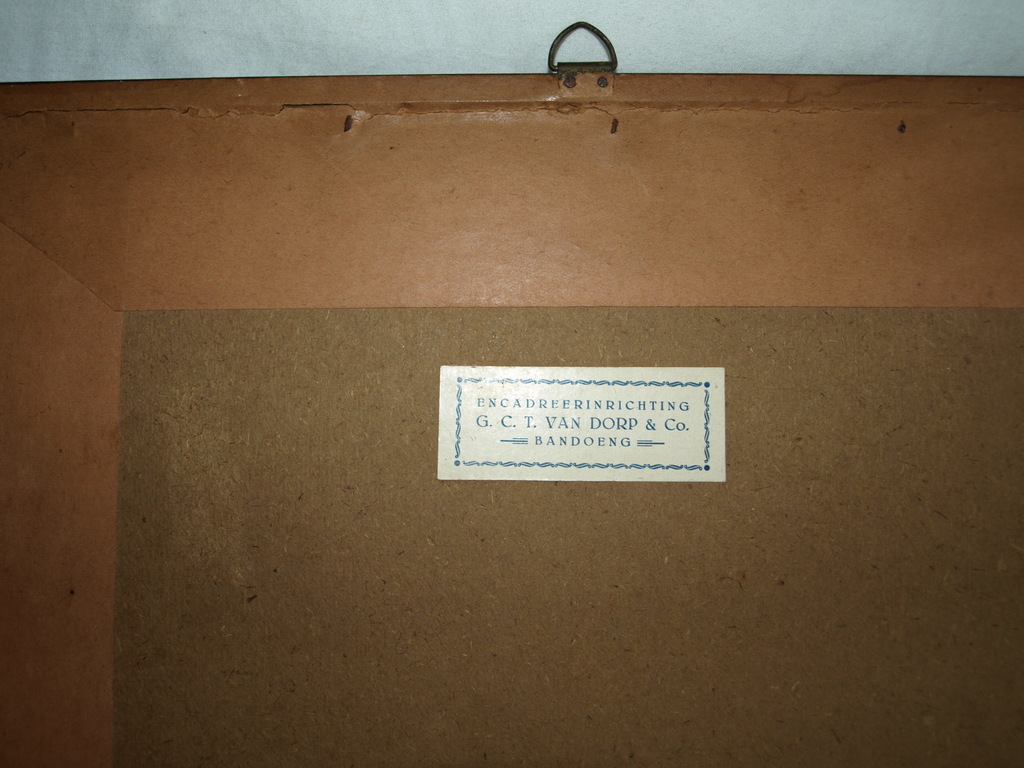 ENCADREERINRICHTING
G. C. T. VAN DORP & Co.
BANDOENG